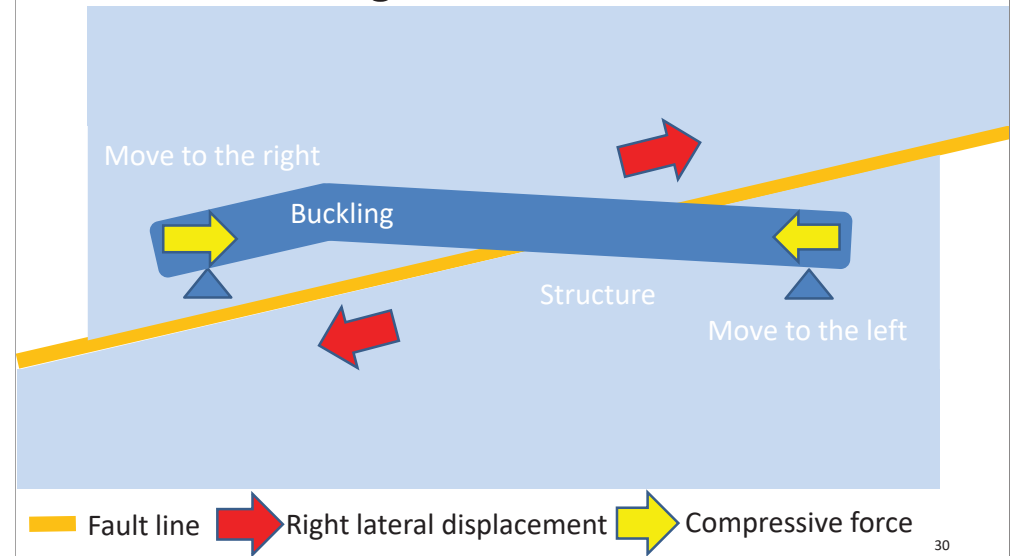 Move to the right
Buckling
Structure
Move to the left
Fault line Right lateral displacement Compressive force
30